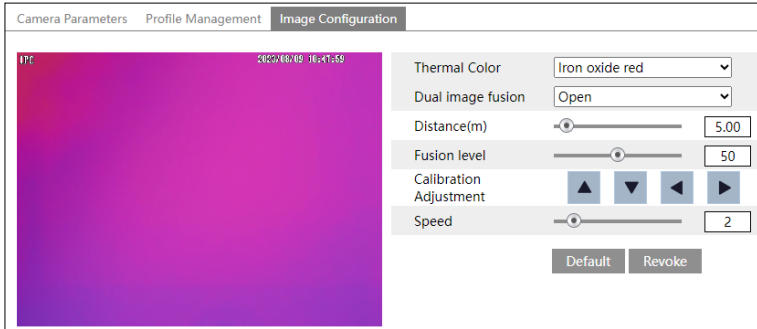 Camera Parameters Profile Management Image Configuration
IPC 2023/08/09 10:47:59
Thermal Color Iron oxide red
Dual image fusion Open
Distance(m) 5.00
Fusion level 50
Calibration
Adjustment
Speed 2
Default Revoke